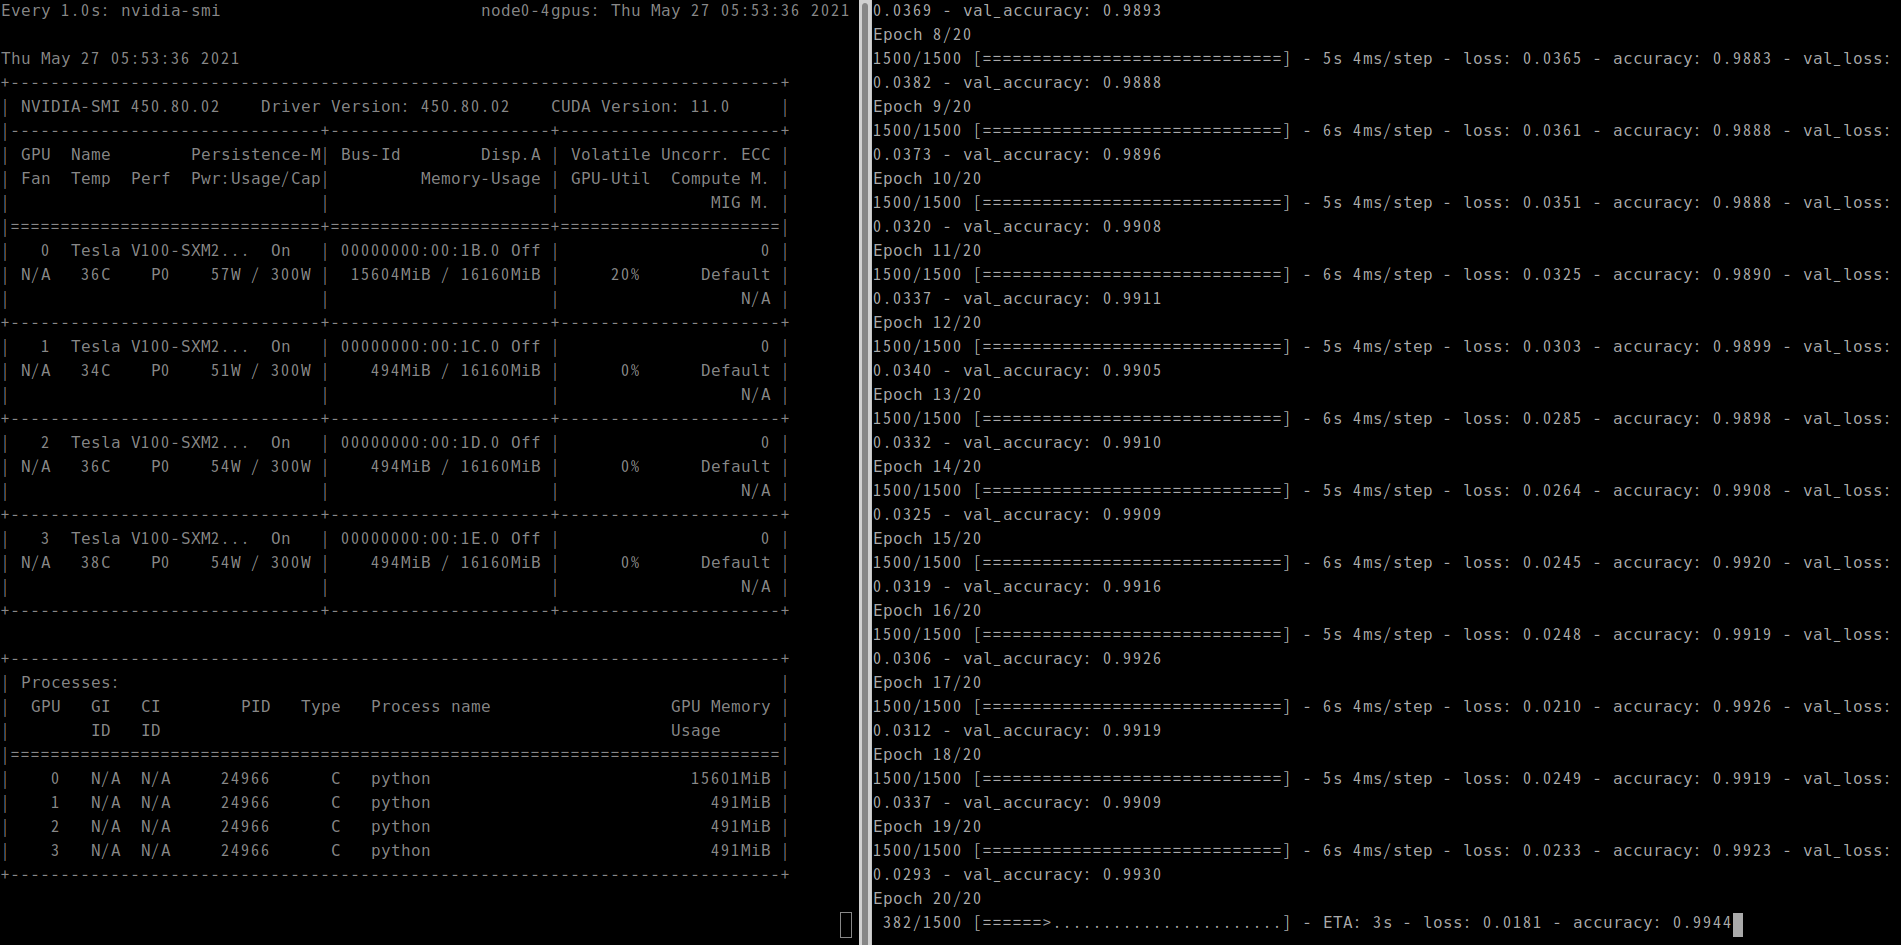 Every 1.0s: nvidia-smi                          node0-4gpus: Thu May 27 05:53:36 2021

Thu May 27 05:53:36 2021
+-----------------------------------------------------------------------------+
| NVIDIA-SMI 450.80.02    Driver Version: 450.80.02    CUDA Version: 11.0     |
|-------------------------------+----------------------+----------------------+
| GPU  Name        Persistence-M| Bus-Id        Disp.A | Volatile Uncorr. ECC |
| Fan  Temp  Perf  Pwr:Usage/Cap|         Memory-Usage | GPU-Util  Compute M. |
|                               |                      |               MIG M. |
|===============================+======================+======================|
|   0  Tesla V100-SXM2...  On   | 00000000:00:1B.0 Off |                    0 |
| N/A   36C    P0    57W / 300W |  15604MiB / 16160MiB |     20%      Default |
|                               |                      |                  N/A |
+-------------------------------+----------------------+----------------------+
|   1  Tesla V100-SXM2...  On   | 00000000:00:1C.0 Off |                    0 |
| N/A   34C    P0    51W / 300W |    494MiB / 16160MiB |      0%      Default |
|                               |                      |                  N/A |
+-------------------------------+----------------------+----------------------+
|   2  Tesla V100-SXM2...  On   | 00000000:00:1D.0 Off |                    0 |
| N/A   36C    P0    54W / 300W |    494MiB / 16160MiB |      0%      Default |
|                               |                      |                  N/A |
+-------------------------------+----------------------+----------------------+
|   3  Tesla V100-SXM2...  On   | 00000000:00:1E.0 Off |                    0 |
| N/A   38C    P0    54W / 300W |    494MiB / 16160MiB |      0%      Default |
|                               |                      |                  N/A |
+-------------------------------+----------------------+----------------------+

+-----------------------------------------------------------------------------+
| Processes:                                                                  |
|  GPU   GI   CI        PID   Type   Process name                  GPU Memory |
|        ID   ID                                                   Usage      |
|=============================================================================|
|    0   N/A  N/A     24966      C   python                          15601MiB |
|    1   N/A  N/A     24966      C   python                            491MiB |
|    2   N/A  N/A     24966      C   python                            491MiB |
|    3   N/A  N/A     24966      C   python                            491MiB |
+-----------------------------------------------------------------------------+
0.0369 - val_accuracy: 0.9893
Epoch 8/20
1500/1500 [==============================] - 5s 4ms/step - loss: 0.0365 - accuracy: 0.9883 - val_loss:
0.0382 - val_accuracy: 0.9888
Epoch 9/20
1500/1500 [==============================] - 6s 4ms/step - loss: 0.0361 - accuracy: 0.9888 - val_loss:
0.0373 - val_accuracy: 0.9896
Epoch 10/20
1500/1500 [==============================] - 5s 4ms/step - loss: 0.0351 - accuracy: 0.9888 - val_loss:
0.0320 - val_accuracy: 0.9908
Epoch 11/20
1500/1500 [==============================] - 6s 4ms/step - loss: 0.0325 - accuracy: 0.9890 - val_loss:
0.0337 - val_accuracy: 0.9911
Epoch 12/20
1500/1500 [==============================] - 5s 4ms/step - loss: 0.0303 - accuracy: 0.9899 - val_loss:
0.0340 - val_accuracy: 0.9905
Epoch 13/20
1500/1500 [==============================] - 6s 4ms/step - loss: 0.0285 - accuracy: 0.9898 - val_loss:
0.0332 - val_accuracy: 0.9910
Epoch 14/20
1500/1500 [==============================] - 5s 4ms/step - loss: 0.0264 - accuracy: 0.9908 - val_loss:
0.0325 - val_accuracy: 0.9909
Epoch 15/20
1500/1500 [==============================] - 6s 4ms/step - loss: 0.0245 - accuracy: 0.9920 - val_loss:
0.0319 - val_accuracy: 0.9916
Epoch 16/20
1500/1500 [==============================] - 5s 4ms/step - loss: 0.0248 - accuracy: 0.9919 - val_loss:
0.0306 - val_accuracy: 0.9926
Epoch 17/20
1500/1500 [==============================] - 6s 4ms/step - loss: 0.0210 - accuracy: 0.9926 - val_loss:
0.0312 - val_accuracy: 0.9919
Epoch 18/20
1500/1500 [==============================] - 5s 4ms/step - loss: 0.0249 - accuracy: 0.9919 - val_loss:
0.0337 - val_accuracy: 0.9909
Epoch 19/20
1500/1500 [==============================] - 6s 4ms/step - loss: 0.0233 - accuracy: 0.9923 - val_loss:
0.0293 - val_accuracy: 0.9930
Epoch 20/20
 382/1500 [======>.......................] - ETA: 3s - loss: 0.0181 - accuracy: 0.9944